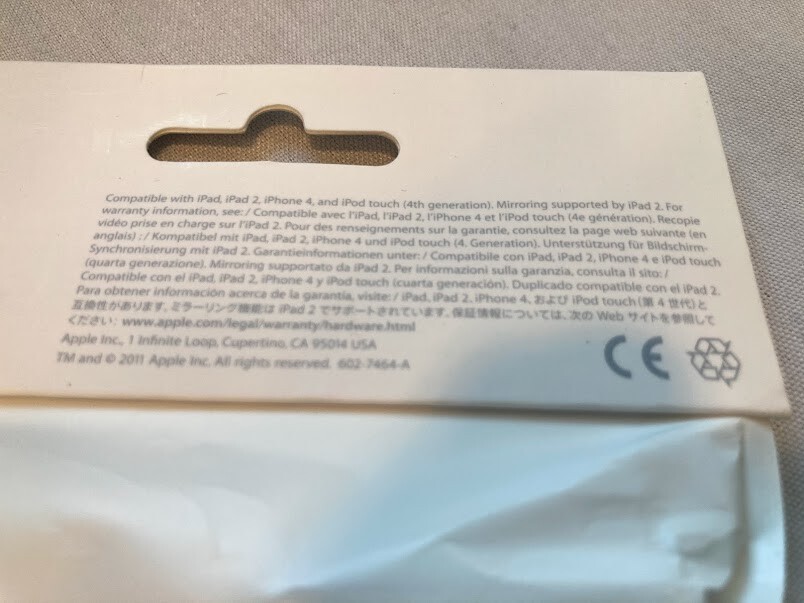 Compatible with iPad, iPad 2, iPhone 4, and iPod touch (4th generation). Mirroring supported by iPad 2. For
warranty information, see: / Compatible avec l'iPad, l'iPad 2, l'iPhone 4 et l'iPod touch (4e génération). Recopie
vidéo prise en charge sur l'iPad 2. Pour des renseignements sur la garantie, consultez la page web suivante (en
anglais) : / Kompatibel mit iPad, iPad 2, iPhone 4 und iPod touch (4. Generation). Unterstützung für Bildschirm-
Synchronisierung mit iPad 2. Garantieinformationen unter: / Compatibile con iPad, iPad 2, iPhone 4 e iPod touch
(quarta generazione). Mirroring supportato da iPad 2. Per informazioni sulla garanzia, consulta il sito: /
Compatible con el iPad, iPad 2, iPhone 4 y iPod touch (cuarta generación). Duplicado compatible con el iPad 2.
Para obtener información acerca de la garantía, visite: / iPad, iPad 2, iPhone 4, および iPod touch（第 4 世代）と
互換性があります。ミラーリング機能は iPad 2 でサポートされています。保証情報については、次の Web サイトを参照して
ください: www.apple.com/legal/warranty/hardware.html
Apple Inc., 1 Infinite Loop, Cupertino, CA 95014 USA
TM and © 2011 Apple Inc. All rights reserved. 602-7464-A
CE